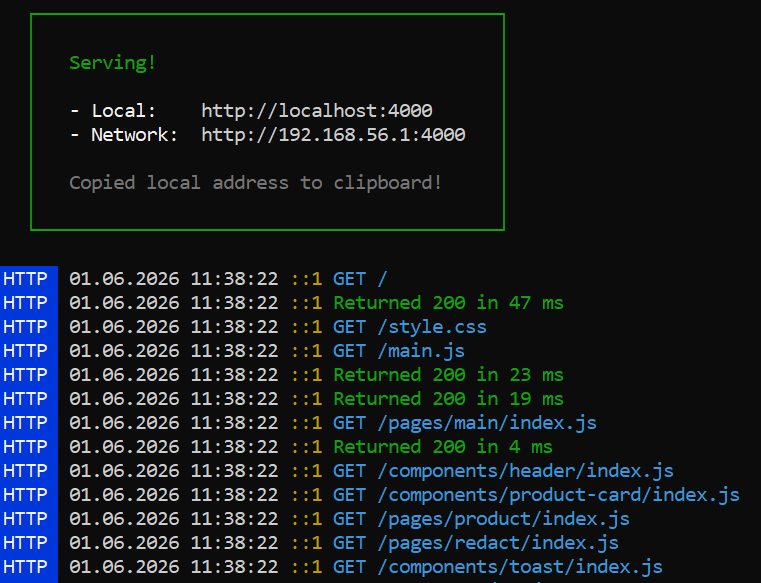 Serving!
- Local:    http://localhost:4000
- Network:  http://192.168.56.1:4000
Copied local address to clipboard!
HTTP 01.06.2026 11:38:22 ::1 GET /
HTTP 01.06.2026 11:38:22 ::1 Returned 200 in 47 ms
HTTP 01.06.2026 11:38:22 ::1 GET /style.css
HTTP 01.06.2026 11:38:22 ::1 GET /main.js
HTTP 01.06.2026 11:38:22 ::1 Returned 200 in 23 ms
HTTP 01.06.2026 11:38:22 ::1 Returned 200 in 19 ms
HTTP 01.06.2026 11:38:22 ::1 GET /pages/main/index.js
HTTP 01.06.2026 11:38:22 ::1 Returned 200 in 4 ms
HTTP 01.06.2026 11:38:22 ::1 GET /components/header/index.js
HTTP 01.06.2026 11:38:22 ::1 GET /components/product-card/index.js
HTTP 01.06.2026 11:38:22 ::1 GET /pages/product/index.js
HTTP 01.06.2026 11:38:22 ::1 GET /pages/redact/index.js
HTTP 01.06.2026 11:38:22 ::1 GET /components/toast/index.js